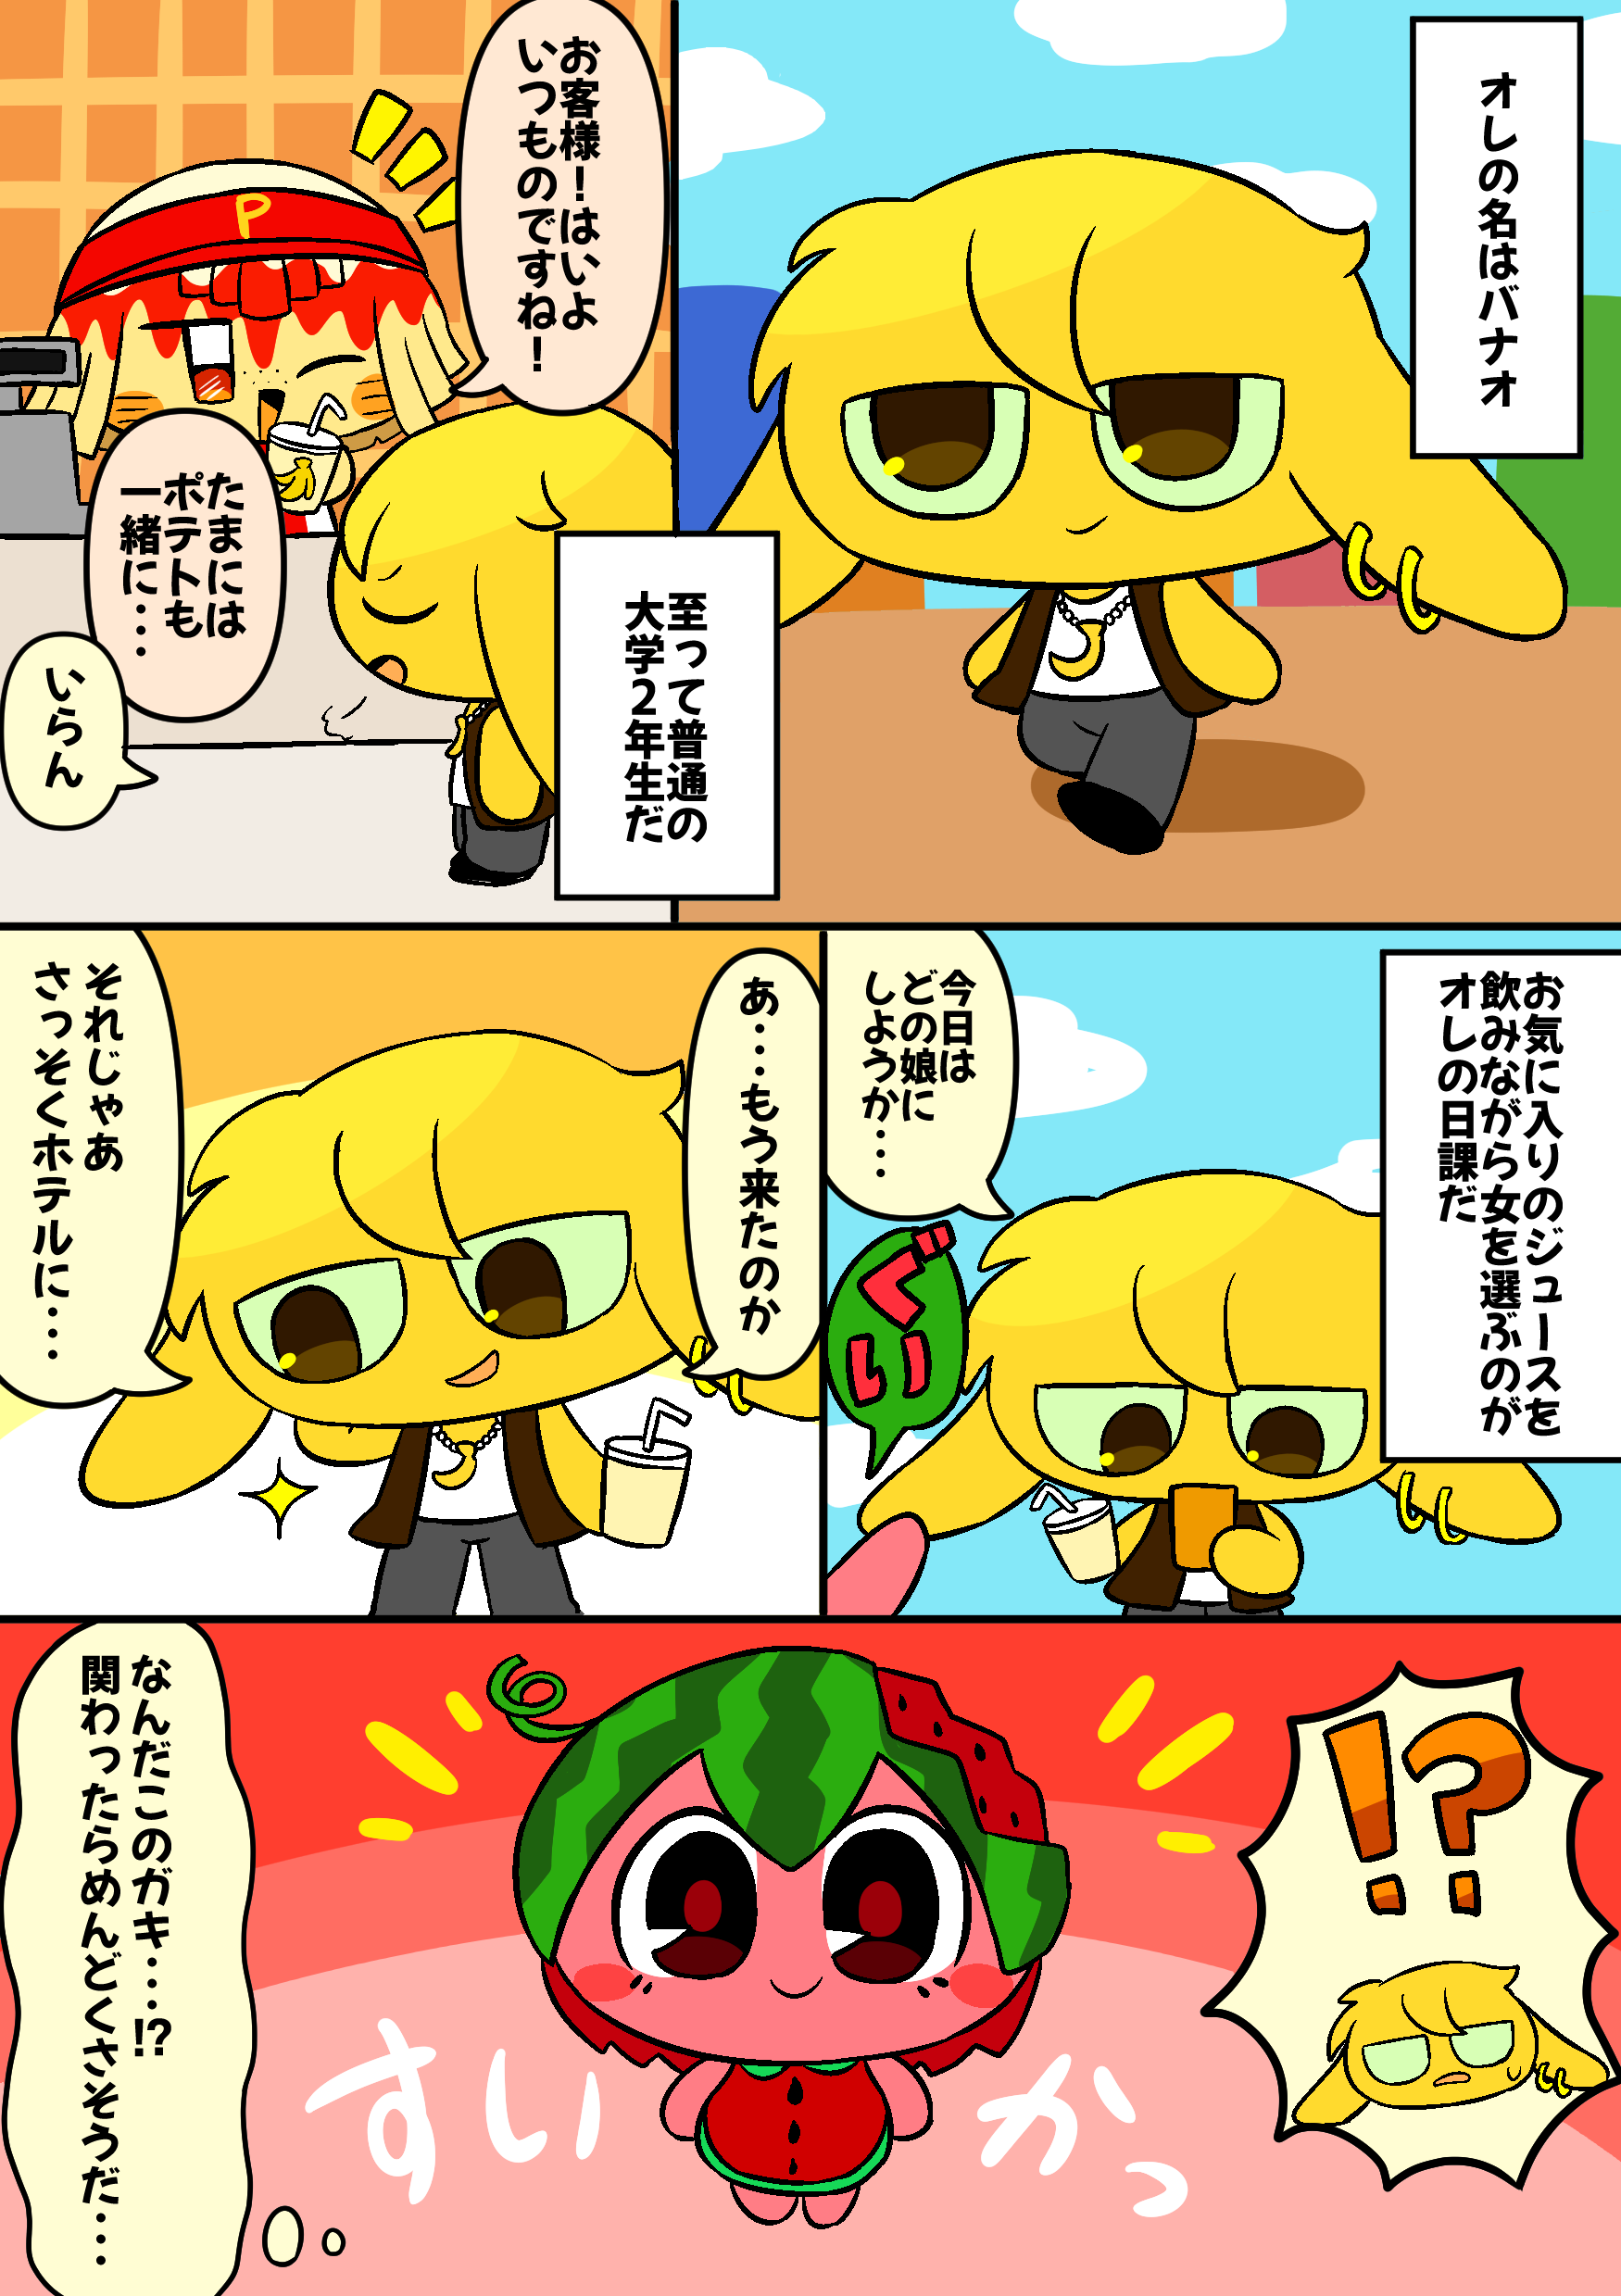 オレの名はバナオ
お客様！はいよ
いつものですね！
P
たまには
ポテトも
一緒に・・・
いらん
至って普通の
大学2年生だ
お気に入りのジュースを
飲みながら女を選ぶのが
オレの日課だ
今日は
どの娘に
しようか・・・
ぐい
あ・・・もう来たのか
それじゃあ
さっそくホテルに・・・
!?
すいかっ
なんだこのガキ・・・!?
関わったらめんどくさそうだ・・・